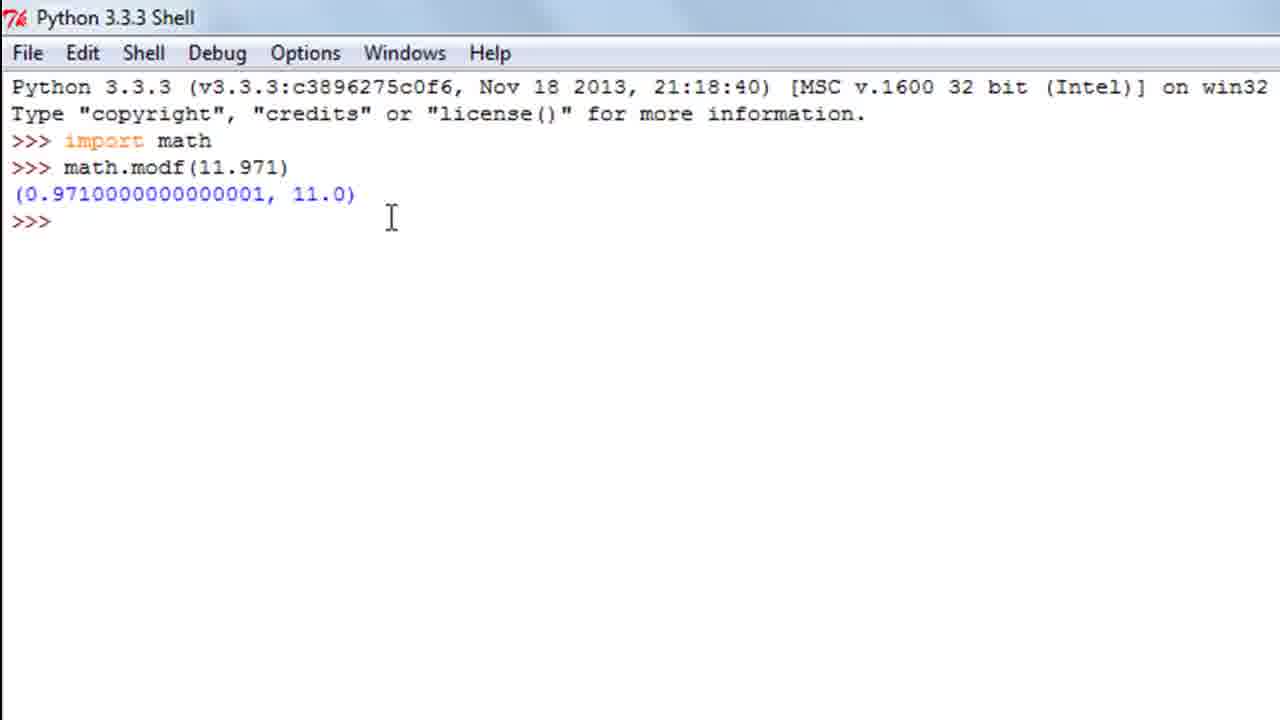 Python 3.3.3 Shell
File Edit Shell Debug Options Windows Help
Python 3.3.3 (v3.3.3:c3896275c0f6, Nov 18 2013, 21:18:40) [MSC v.1600 32 bit (Intel)] on win32
Type "copyright", "credits" or "license()" for more information.
>>> import math
>>> math.modf(11.971)
(0.9710000000000001, 11.0)
>>>